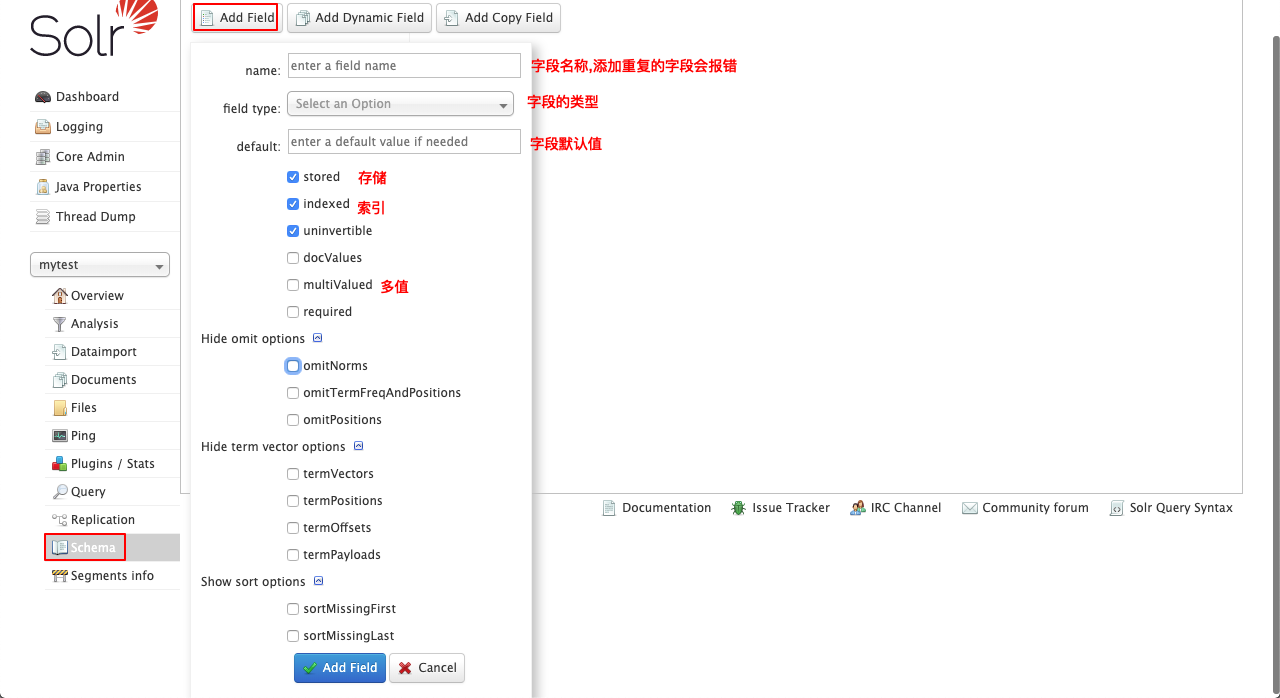 Solr
Add Field
Add Dynamic Field
Add Copy Field
Dashboard
Logging
Core Admin
Java Properties
Thread Dump
mytest
Overview
Analysis
Dataimport
Documents
Files
Ping
Plugins / Stats
Query
Replication
Schema
Segments info
name: enter a field name 字段名称,添加重复的字段会报错
field type: Select an Option 字段的类型
default: enter a default value if needed 字段默认值
stored 存储
indexed 索引
uninvertible
docValues
multiValued 多值
required
Hide omit options
omitNorms
omitTermFreqAndPositions
omitPositions
Hide term vector options
termVectors
termPositions
termOffsets
termPayloads
Show sort options
sortMissingFirst
sortMissingLast
Add Field
Cancel
Documentation
Issue Tracker
IRC Channel
Community forum
Solr Query Syntax